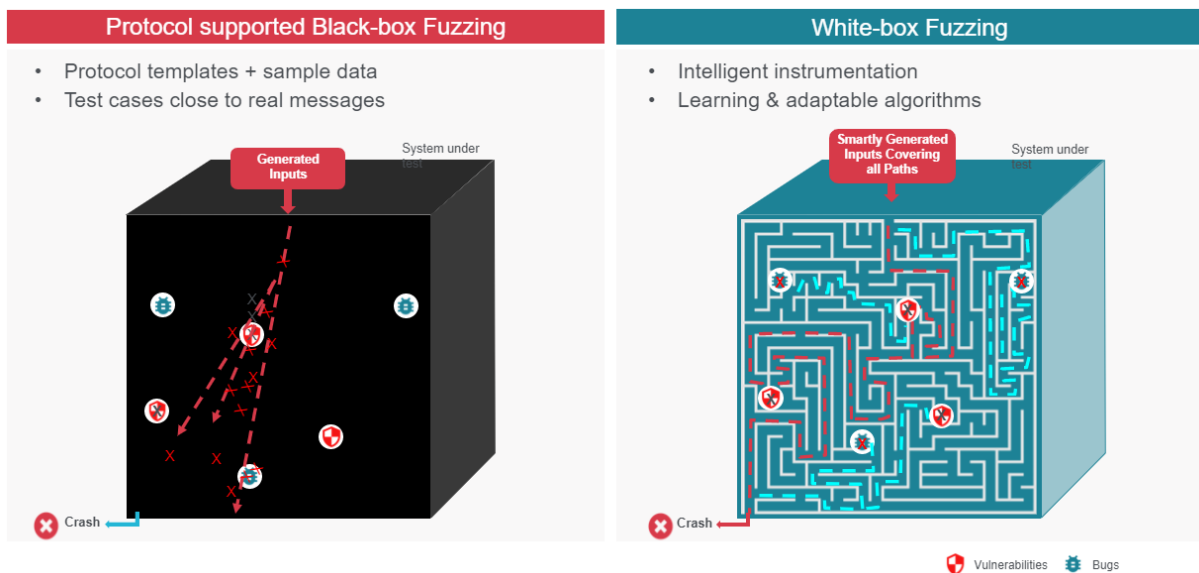 Protocol supported Black-box Fuzzing
• Protocol templates + sample data
• Test cases close to real messages
Generated
Inputs
System under
test
Crash
White-box Fuzzing
• Intelligent instrumentation
• Learning & adaptable algorithms
Smartly Generated
Inputs Covering
all Paths
System under
test
Crash
Vulnerabilities
Bugs